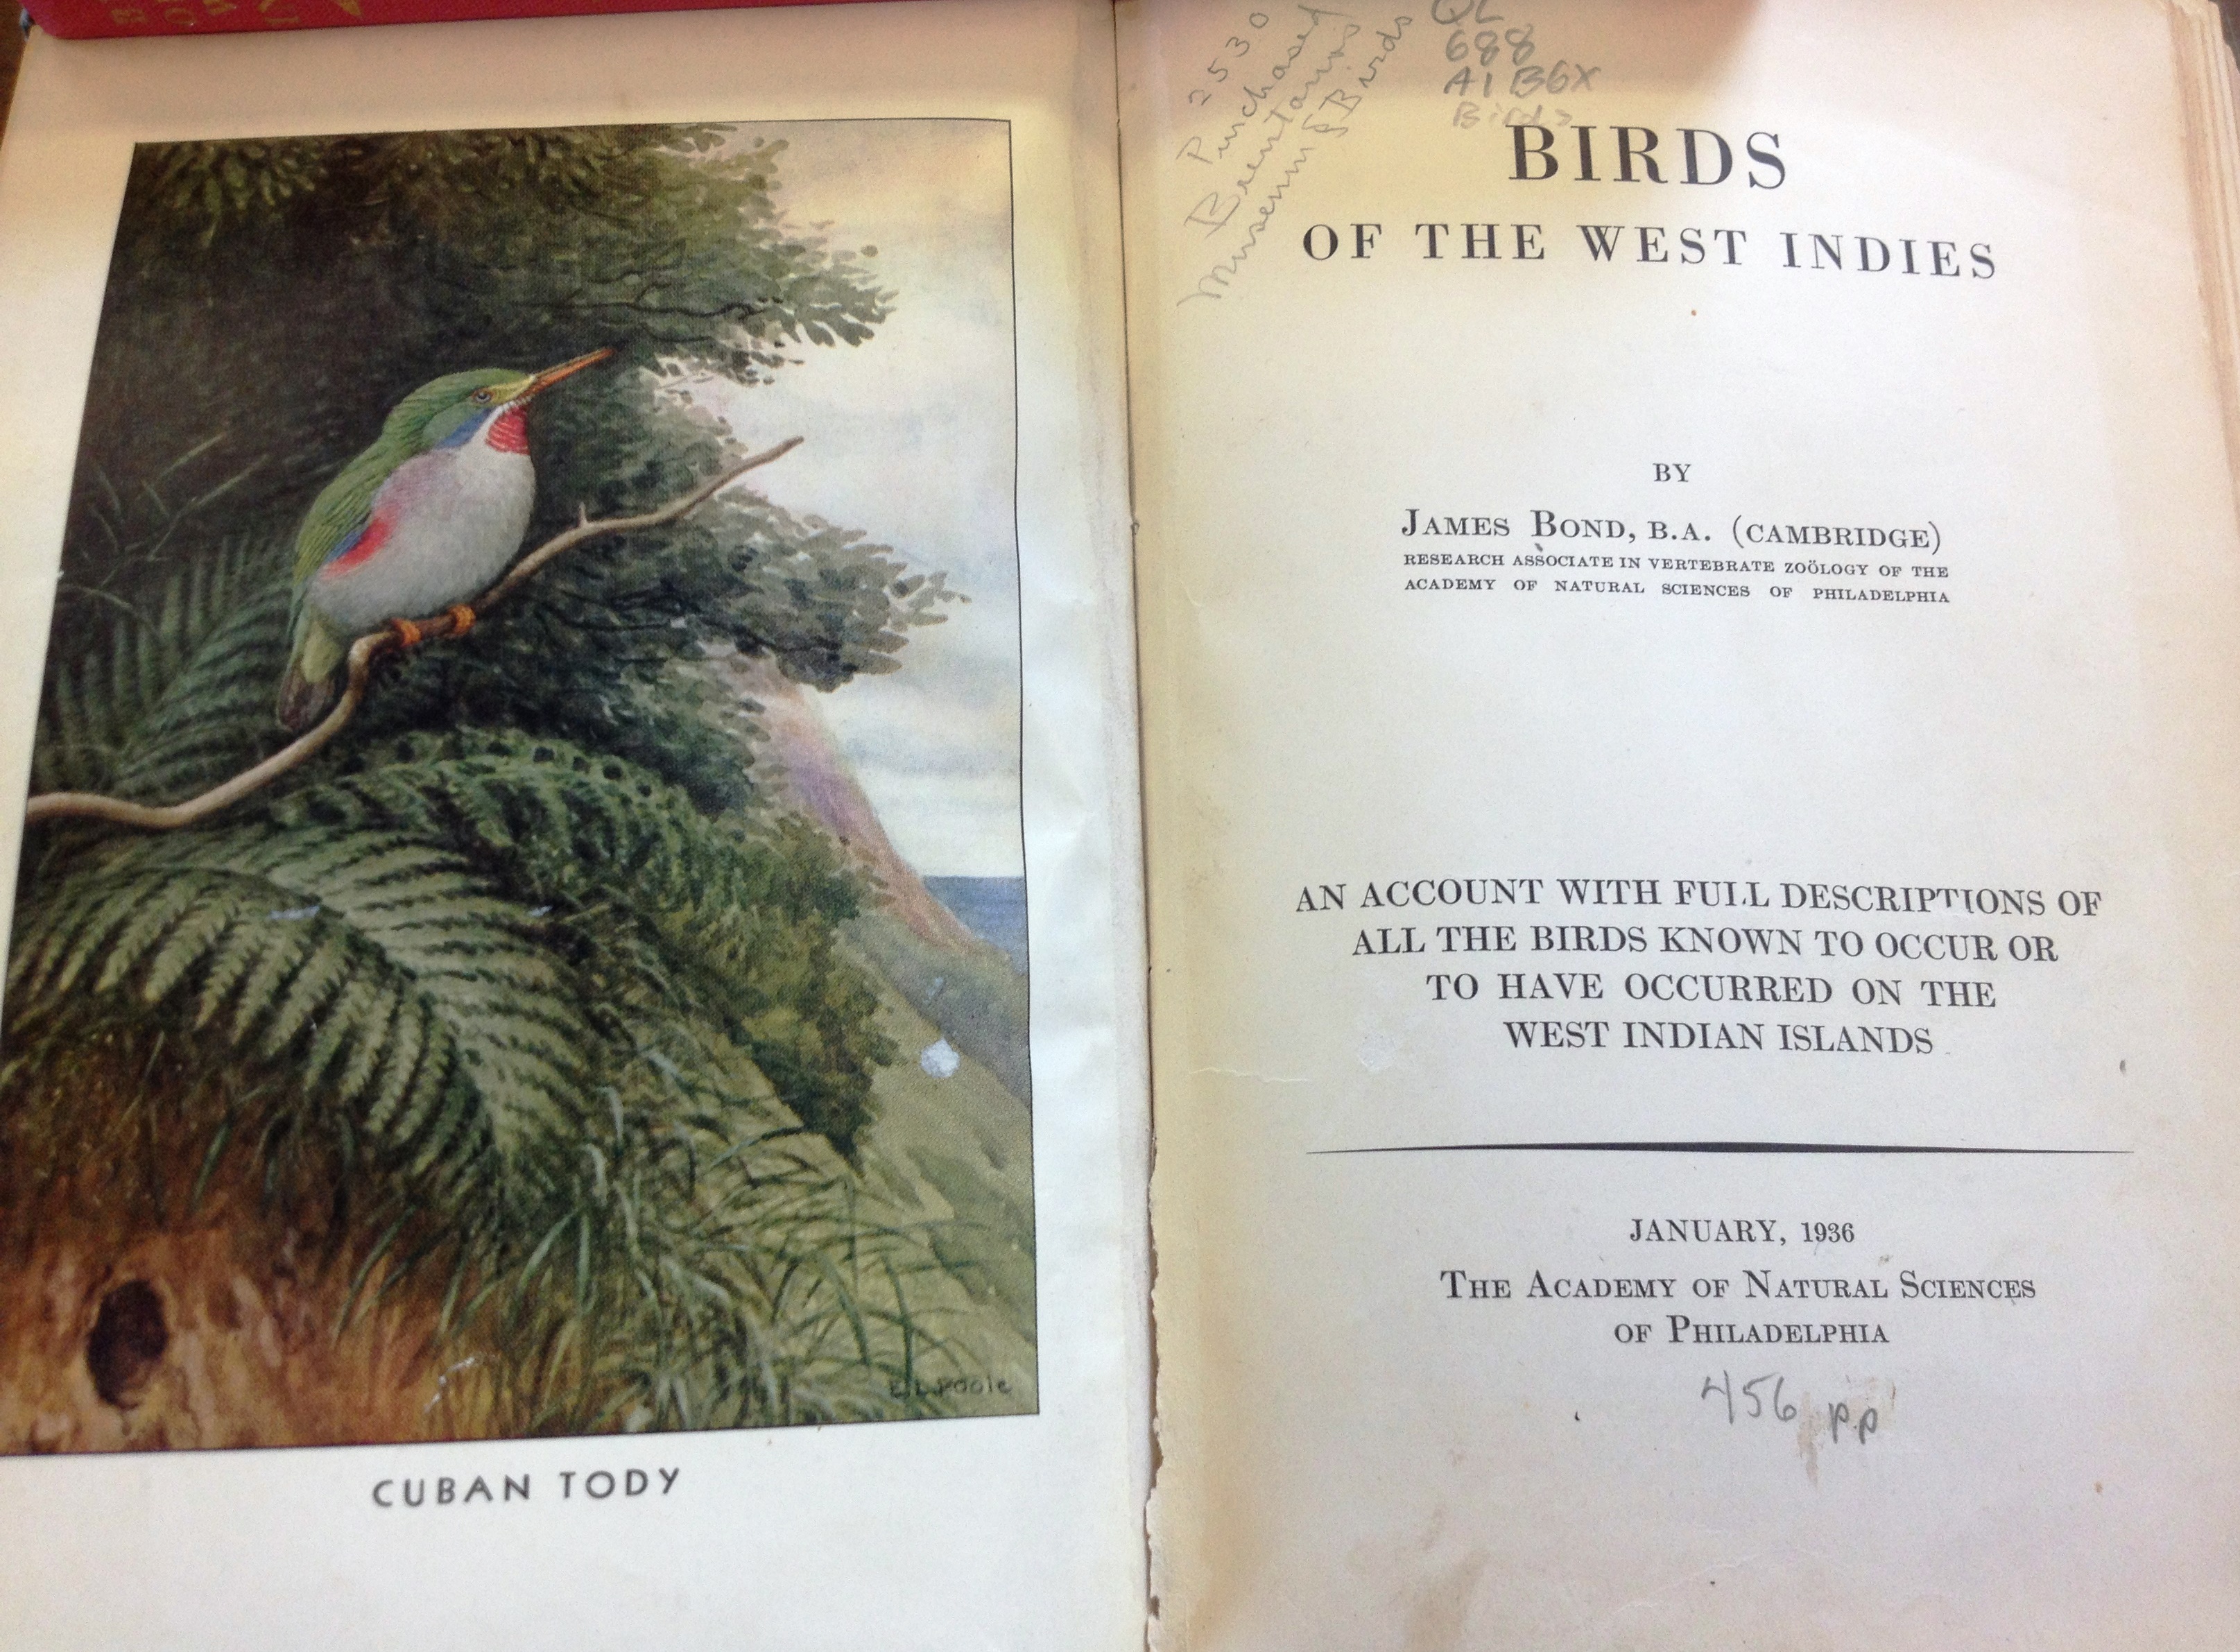 E.L. Poole
CUBAN TODY
2530
Purchased
Brentanos
Museum § Birds
QL
688
A1 B6X
Birds
BIRDS
OF THE WEST INDIES
BY
JAMES BOND, B.A. (CAMBRIDGE)
RESEARCH ASSOCIATE IN VERTEBRATE ZOÖLOGY OF THE
ACADEMY OF NATURAL SCIENCES OF PHILADELPHIA
AN ACCOUNT WITH FULL DESCRIPTIONS OF
ALL THE BIRDS KNOWN TO OCCUR OR
TO HAVE OCCURRED ON THE
WEST INDIAN ISLANDS
JANUARY, 1936
THE ACADEMY OF NATURAL SCIENCES
OF PHILADELPHIA
456 p.p